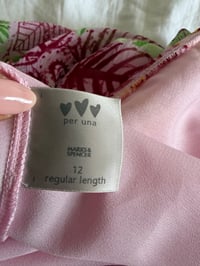 per una
MARKS &
SPENCER
12
regular length